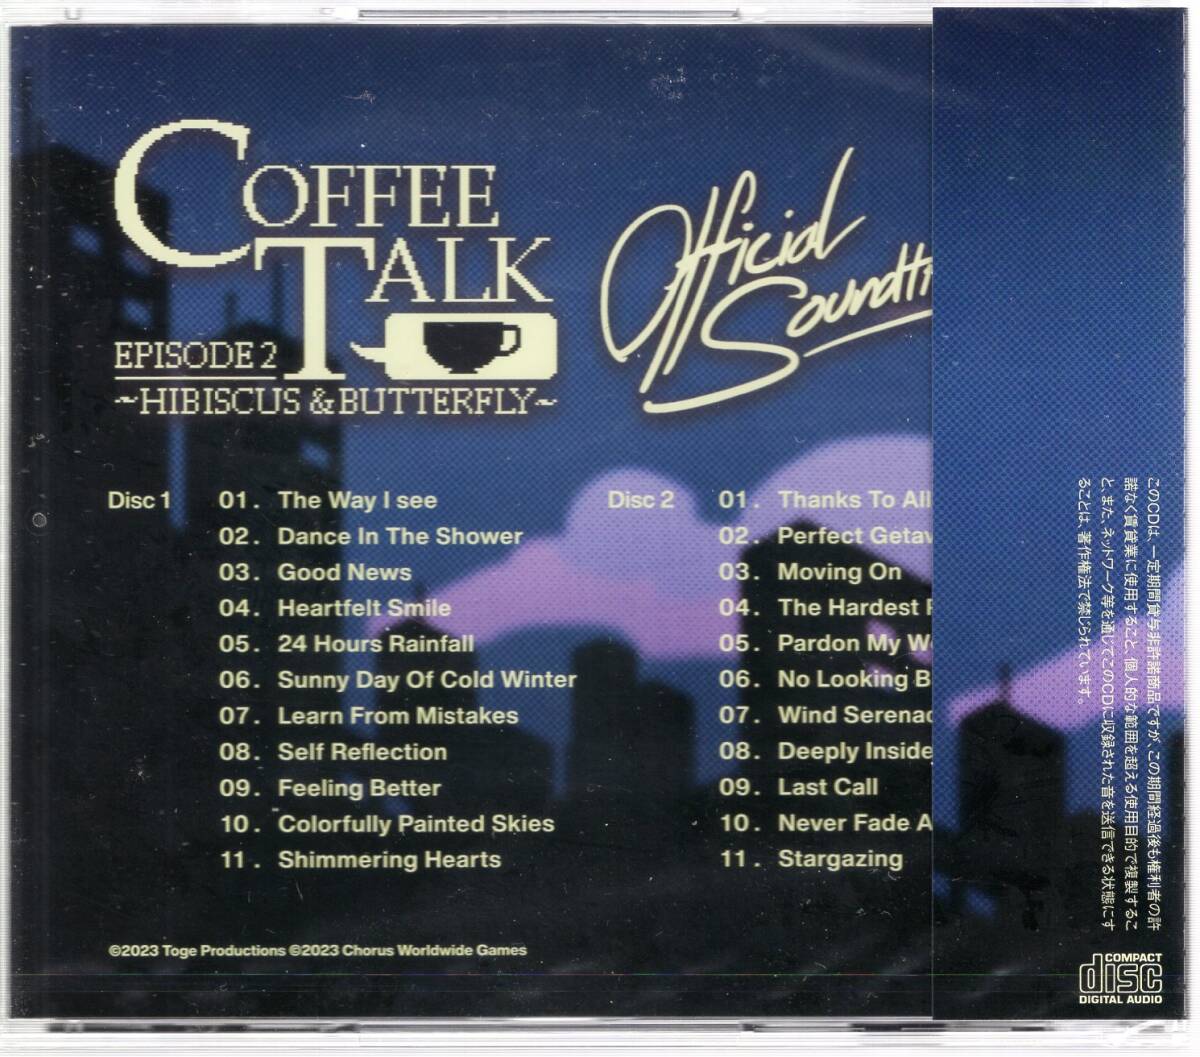 COFFEE
TALK
EPISODE 2
~HIBISCUS & BUTTERFLY~
Official
Soundtr
Disc 1
01. The Way I see
02. Dance In The Shower
03. Good News
04. Heartfelt Smile
05. 24 Hours Rainfall
06. Sunny Day Of Cold Winter
07. Learn From Mistakes
08. Self Reflection
09. Feeling Better
10. Colorfully Painted Skies
11. Shimmering Hearts
Disc 2
01. Thanks To All
02. Perfect Getaw
03. Moving On
04. The Hardest
05. Pardon My
06. No Looking B
07. Wind Serenad
08. Deeply Inside
09. Last Call
10. Never Fade A
11. Stargazing
©2023 Toge Productions ©2023 Chorus Worldwide Games
このCDは、一定期間貸与非許諾商品ですが、この期間経過後も権利者の許
諾なく賃貸業に使用すること、個人的な範囲を超える使用目的で複製するこ
と、また、ネットワーク等を通じてこのCDに収録された音を送信できる状態にす
ることは、著作権法で禁じられています。
COMPACT
disc
DIGITAL AUDIO